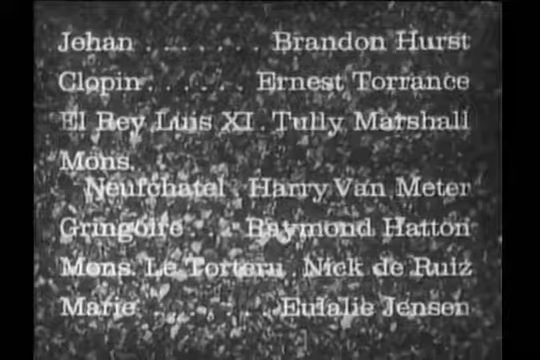 Jehan . . . . . . . Brandon Hurst
Clopin . . . . . . Ernest Torrance
El Rey Luis XI . Tully Marshall
Mons.
Neufchatel . Harry Van Meter
Gringoire . . . Raymond Hatton
Mons. Le Torteru . Nick de Ruiz
Marie . . . . . . . Eulalie Jensen